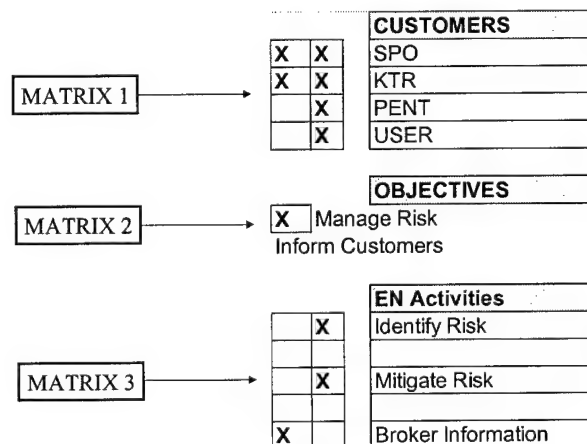 CUSTOMERS
X X SPO
MATRIX 1 X X KTR
X PENT
X USER
OBJECTIVES
MATRIX 2 X Manage Risk
Inform Customers
EN Activities
X Identify Risk
MATRIX 3 X Mitigate Risk
X Broker Information